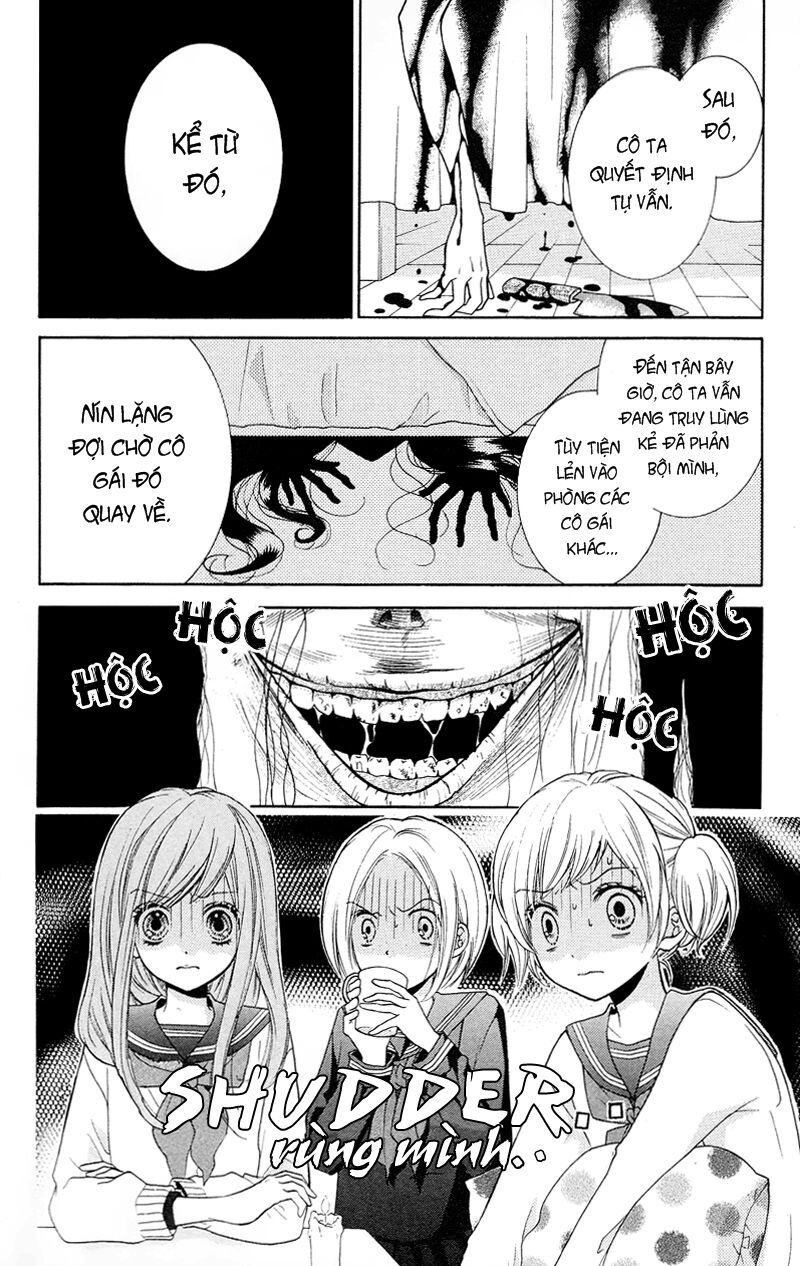 SAU
ĐÓ,
CÔ TA
QUYẾT ĐỊNH
TỰ VẪN.
KỂ TỪ
ĐÓ,
ĐẾN TẬN BÂY
GIỜ, CÔ TA VẪN
ĐANG TRUY LÙNG
KẺ ĐÃ PHẢN
BỘI MÌNH,
TÙY TIỆN
LẺN VÀO
PHÒNG CÁC
CÔ GÁI
KHÁC...
NÍN LẶNG
ĐỢI CHỜ CÔ
GÁI ĐÓ
QUAY VỀ.
HỘC
HỘC
HỘC
HỘC
SHUDDER..
rùng mình..